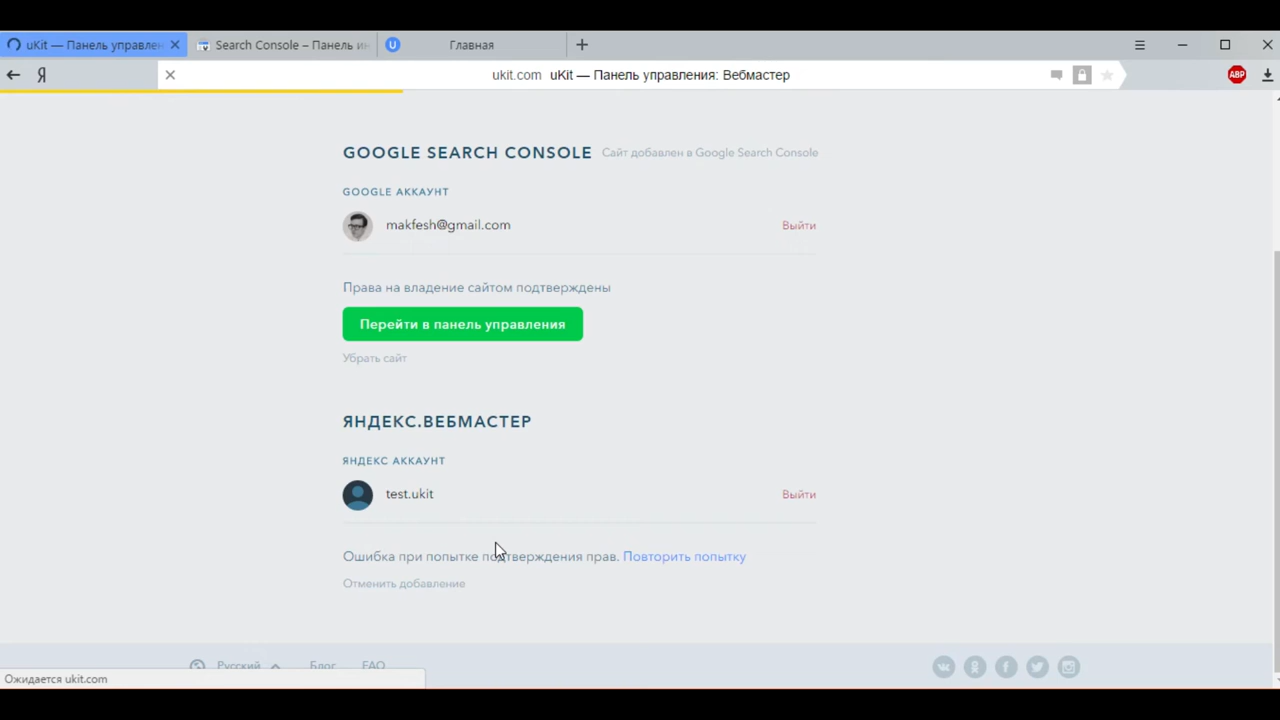 uKit — Панель управлен
Search Console – Панель ин
Главная
Я
ukit.com uKit — Панель управления: Вебмастер
ABP
GOOGLE SEARCH CONSOLE Сайт добавлен в Google Search Console
GOOGLE АККАУНТ
makfesh@gmail.com Выйти
Права на владение сайтом подтверждены
Перейти в панель управления
Убрать сайт
ЯНДЕКС.ВЕБМАСТЕР
ЯНДЕКС АККАУНТ
test.ukit Выйти
Ошибка при попытке подтверждения прав. Повторить попытку
Отменить добавление
Русский Блог FAQ
Ожидается ukit.com